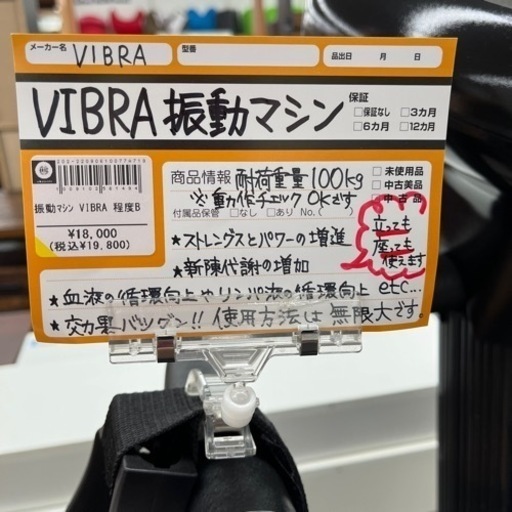 メーカー名 VIBRA 型番 品出日 月 日
VIBRA 振動マシン
保証
□保証なし □3カ月
□6カ月 □12カ月
振動マシン VIBRA 程度B
¥18,000
(税込¥19,800)
商品情報 耐荷重量100kg
※動作チェックOKです
□未使用品
□中古美品
□中古品
付属品保管 □なし □あり No.( )
★ストレングスとパワーの増進
★新陳代謝の増加
立っても
座っても
使えます
★血液の循環向上やリンパ液の循環向上 etc...
★効果バツグン!! 使用方法は無限大です。